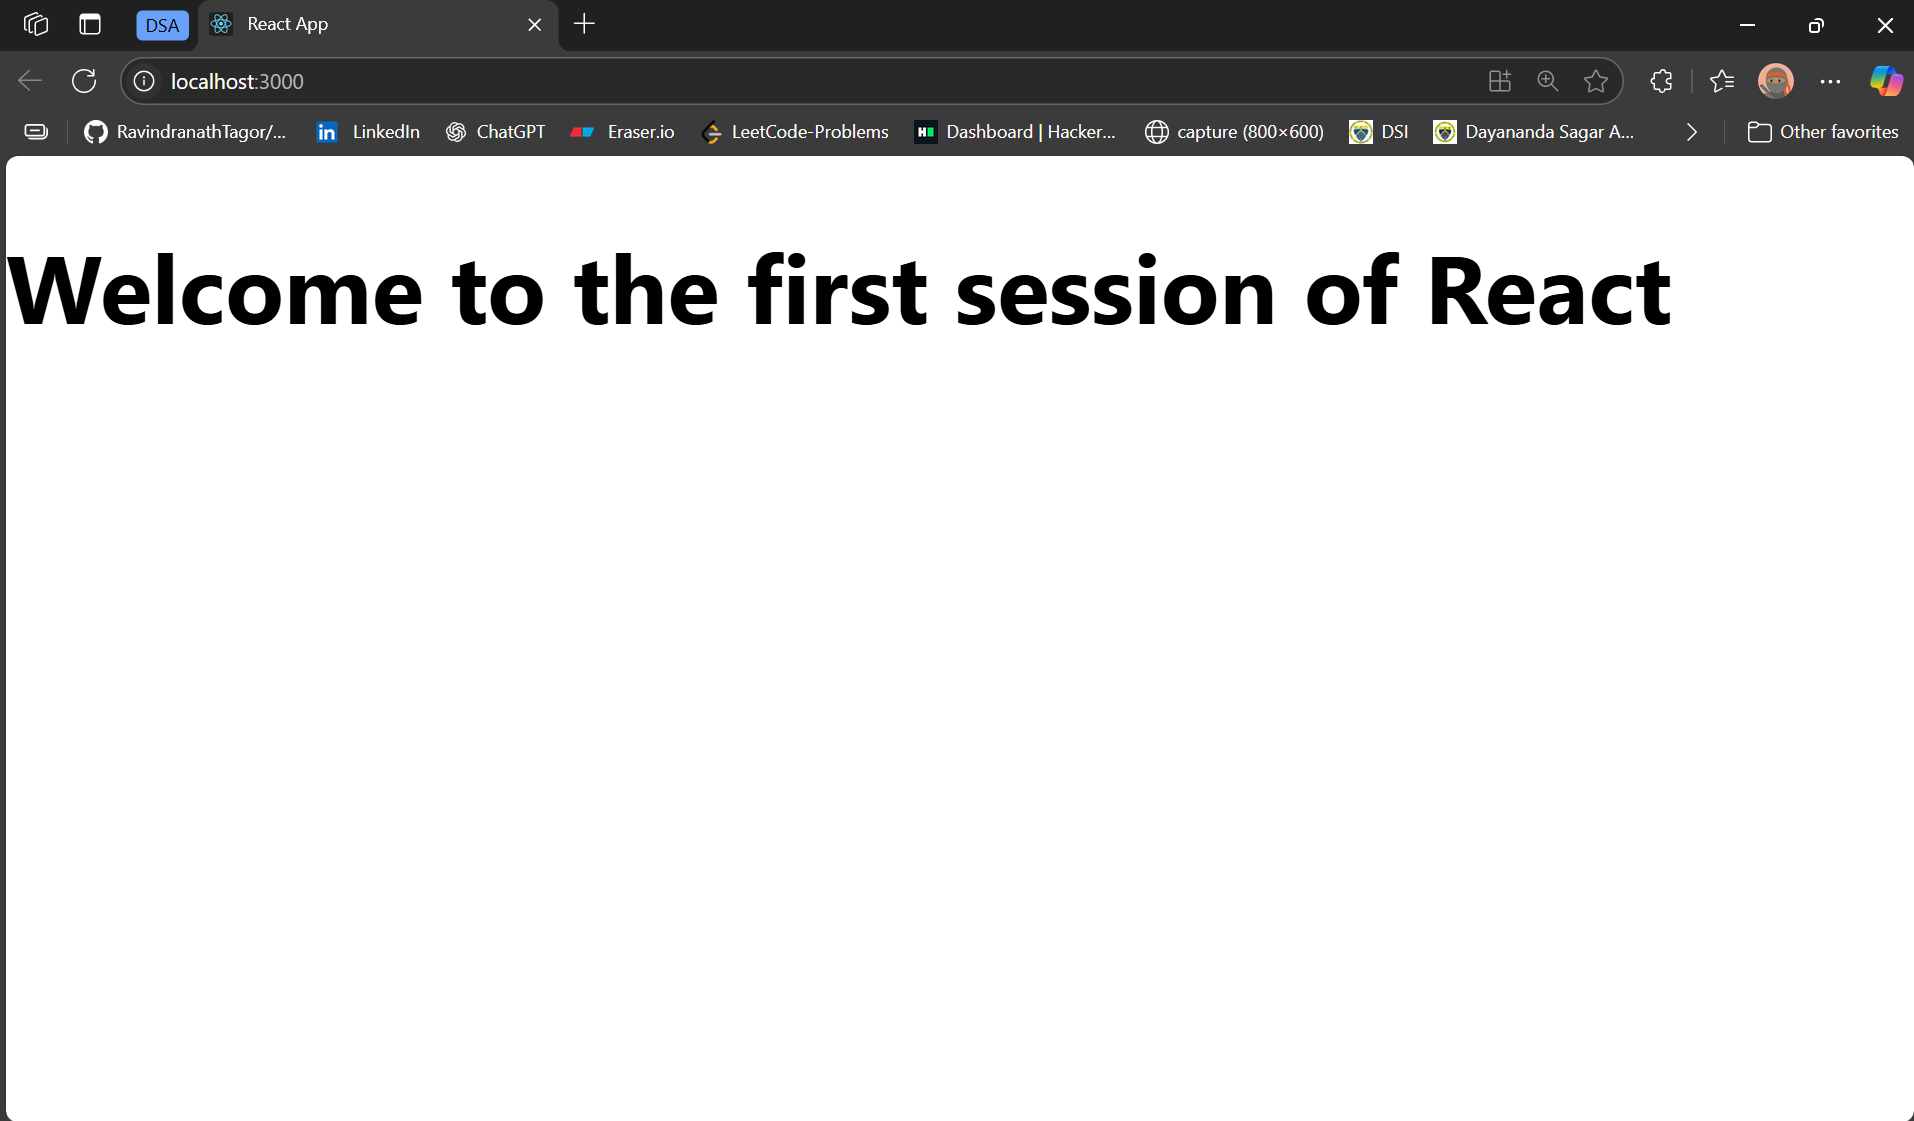 DSA React App
localhost:3000
RavindranathTagor/... in LinkedIn ChatGPT Eraser.io LeetCode-Problems H Dashboard | Hacker... capture (800×600) DSI Dayananda Sagar A... Other favorites
Welcome to the first session of React